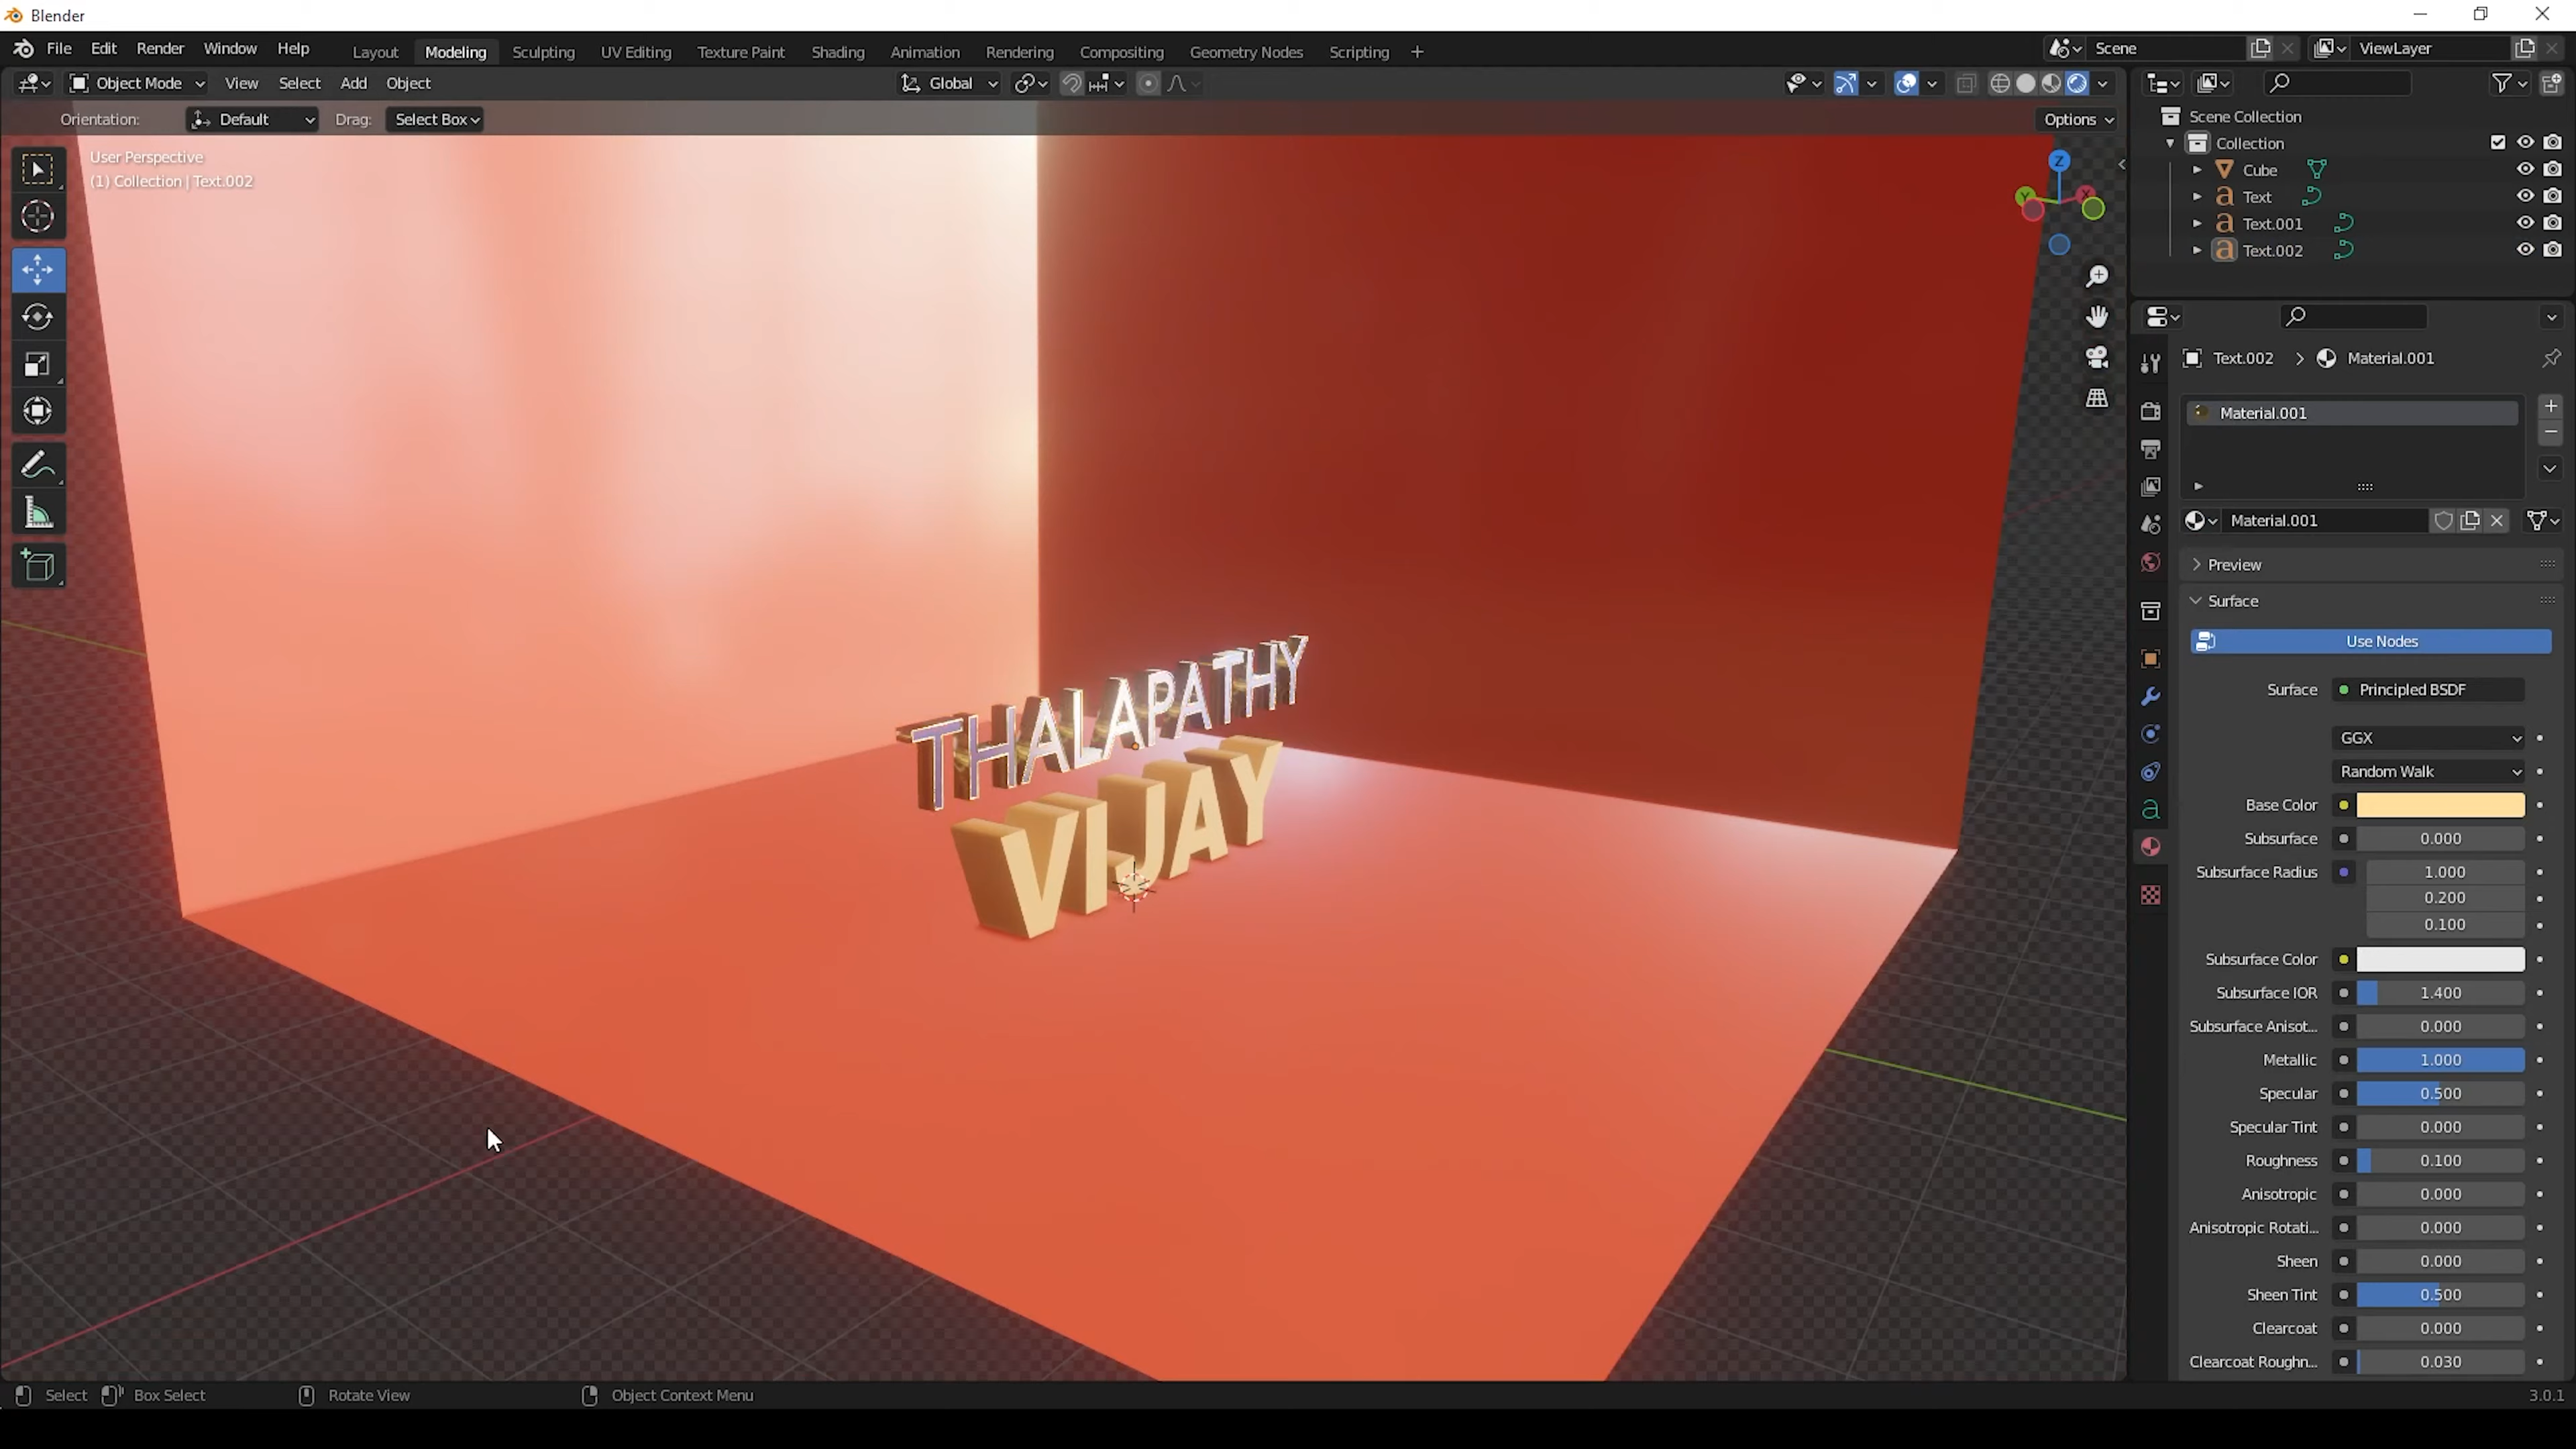 Blender
File Edit Render Window Help Layout Modeling Sculpting UV Editing Texture Paint Shading Animation Rendering Compositing Geometry Nodes Scripting + Scene ViewLayer
Object Mode View Select Add Object Global
Orientation: Default Drag: Select Box Options
User Perspective
(1) Collection | Text.002
Z
Y
X
THALAPATHY
VIJAY
Scene Collection
Collection
Cube
Text
Text.001
Text.002
Text.002 > Material.001
Material.001
Material.001
Preview
Surface
Use Nodes
Surface Principled BSDF
GGX
Random Walk
Base Color
Subsurface 0.000
Subsurface Radius 1.000
0.200
0.100
Subsurface Color
Subsurface IOR 1.400
Subsurface Anisot... 0.000
Metallic 1.000
Specular 0.500
Specular Tint 0.000
Roughness 0.100
Anisotropic 0.000
Anisotropic Rotati... 0.000
Sheen 0.000
Sheen Tint 0.500
Clearcoat 0.000
Clearcoat Roughn... 0.030
Select Box Select Rotate View Object Context Menu 3.0.1